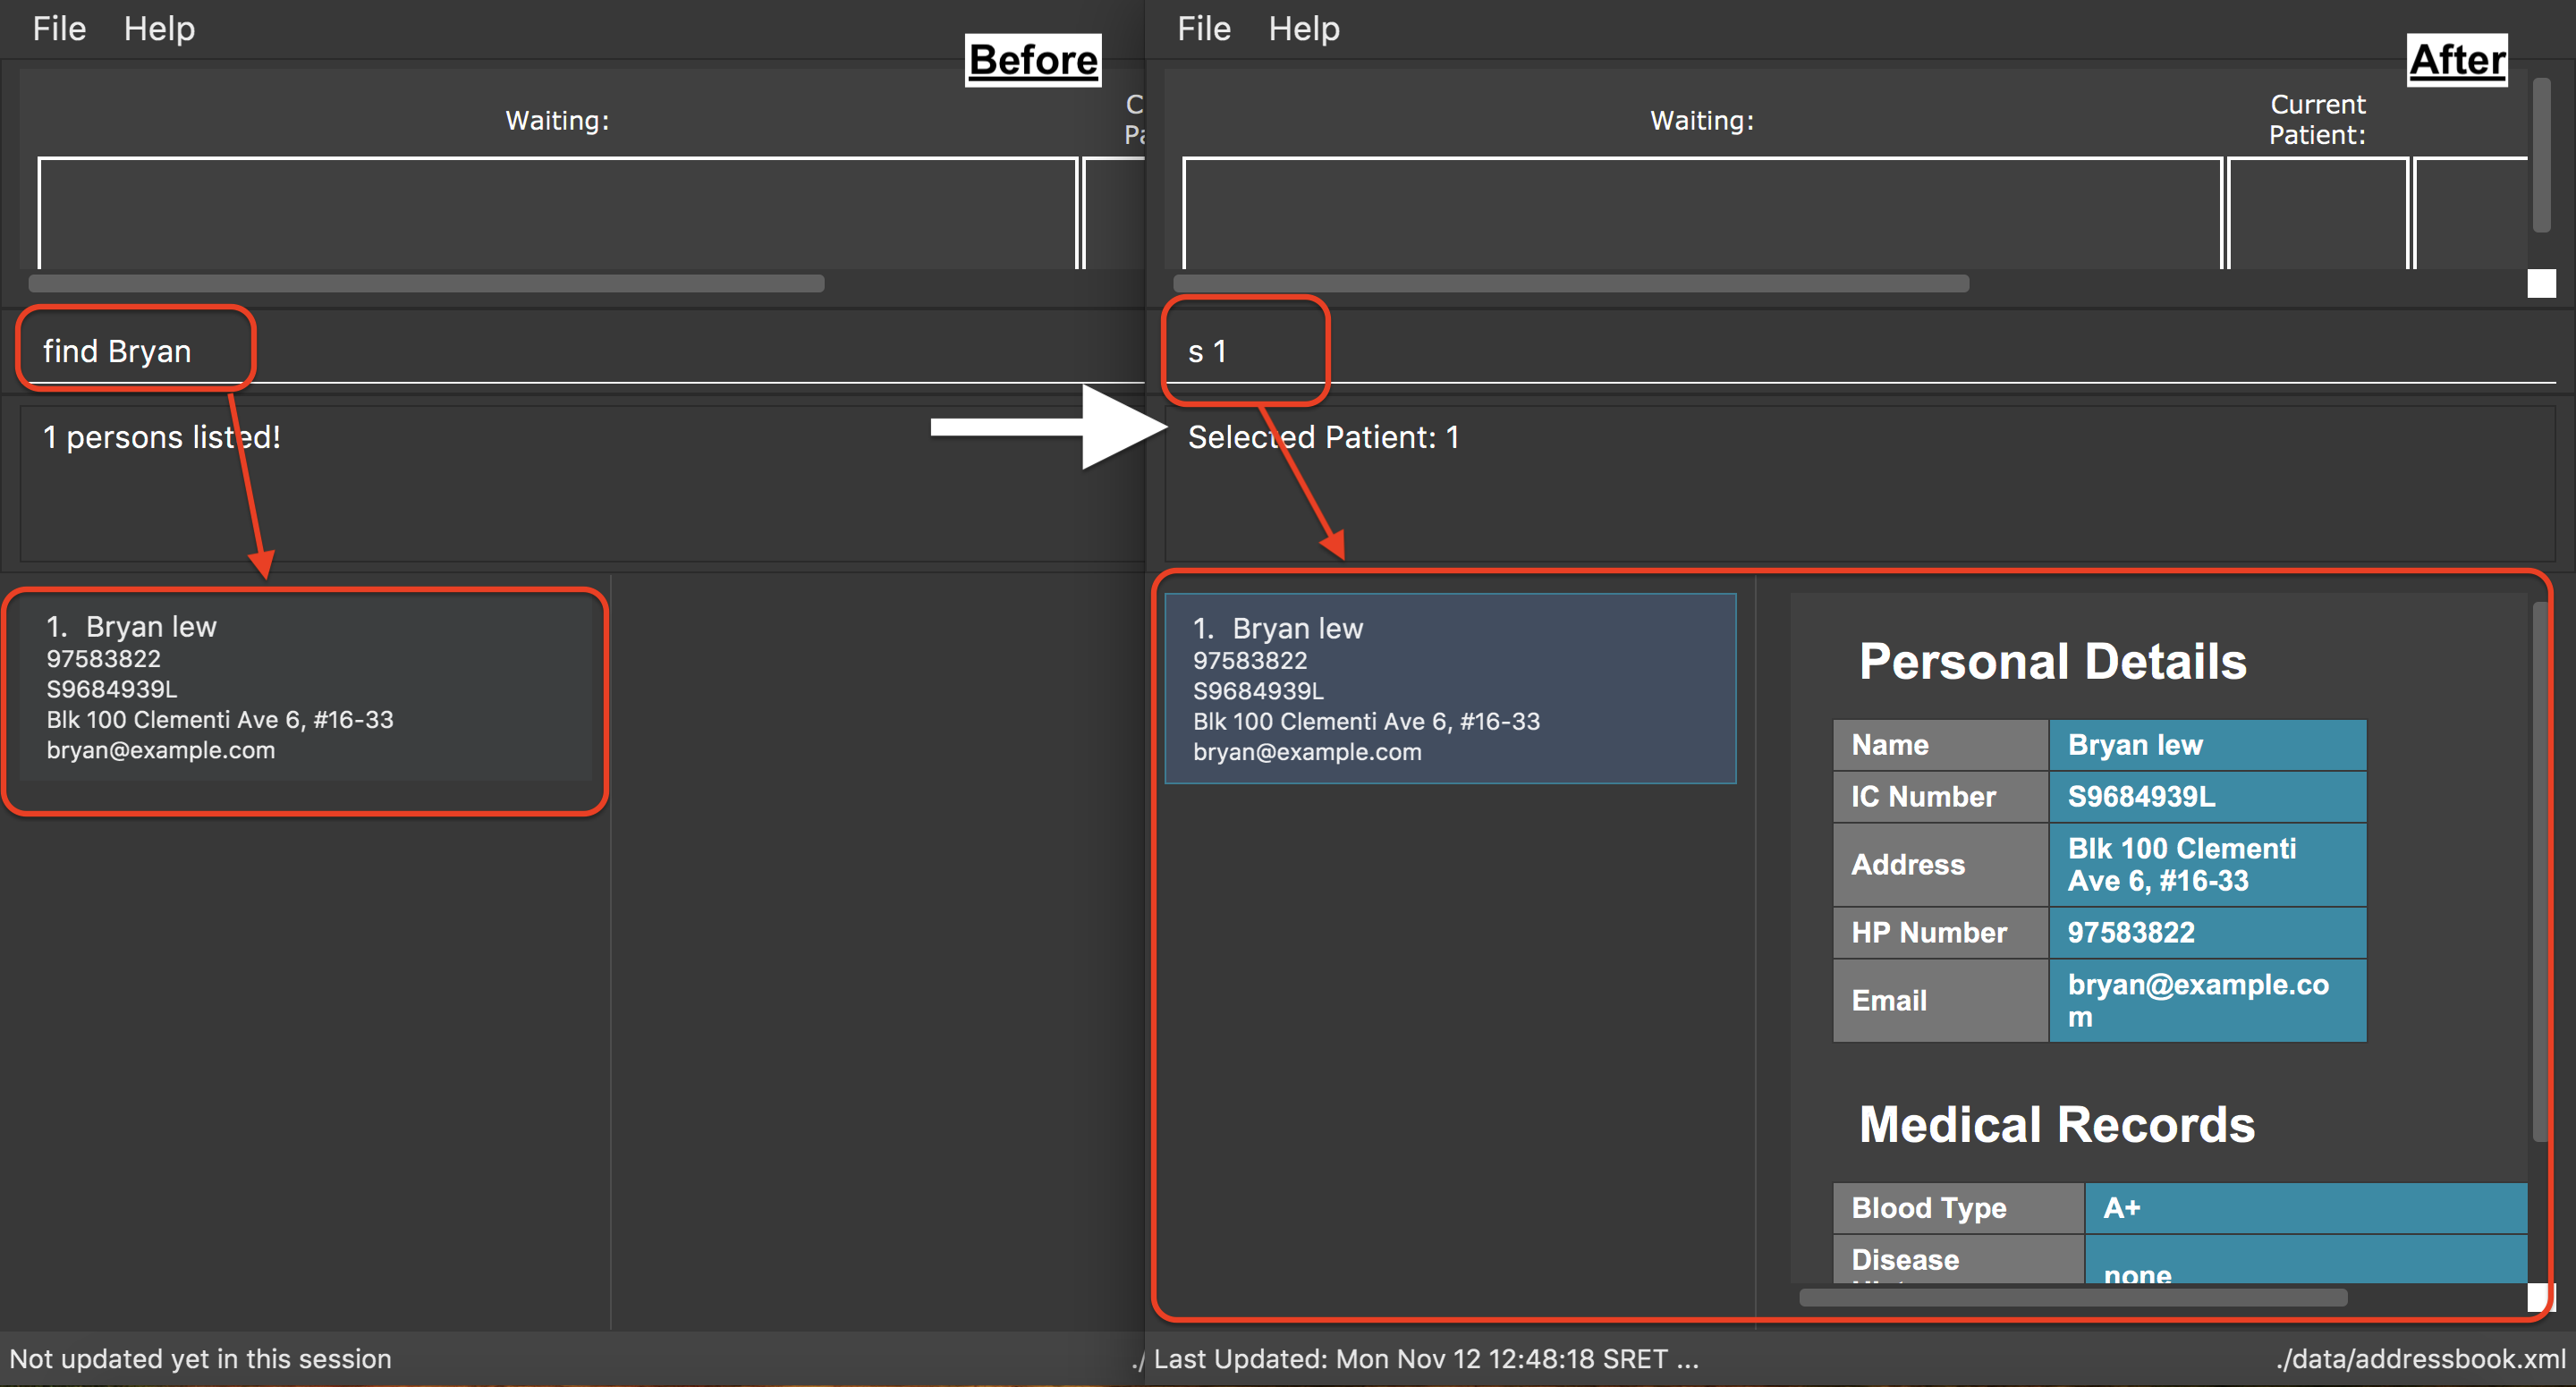 File Help
Before
Waiting:
find Bryan
1 persons listed!
1. Bryan lew
97583822
S9684939L
Blk 100 Clementi Ave 6, #16-33
bryan@example.com
Not updated yet in this session
./
File Help
After
Waiting:
Current
Patient:
s 1
Selected Patient: 1
1. Bryan lew
97583822
S9684939L
Blk 100 Clementi Ave 6, #16-33
bryan@example.com
Personal Details
Name Bryan lew
IC Number S9684939L
Address Blk 100 Clementi
Ave 6, #16-33
HP Number 97583822
Email bryan@example.co
m
Medical Records
Blood Type A+
Disease
none
Last Updated: Mon Nov 12 12:48:18 SRET ...
./data/addressbook.xml